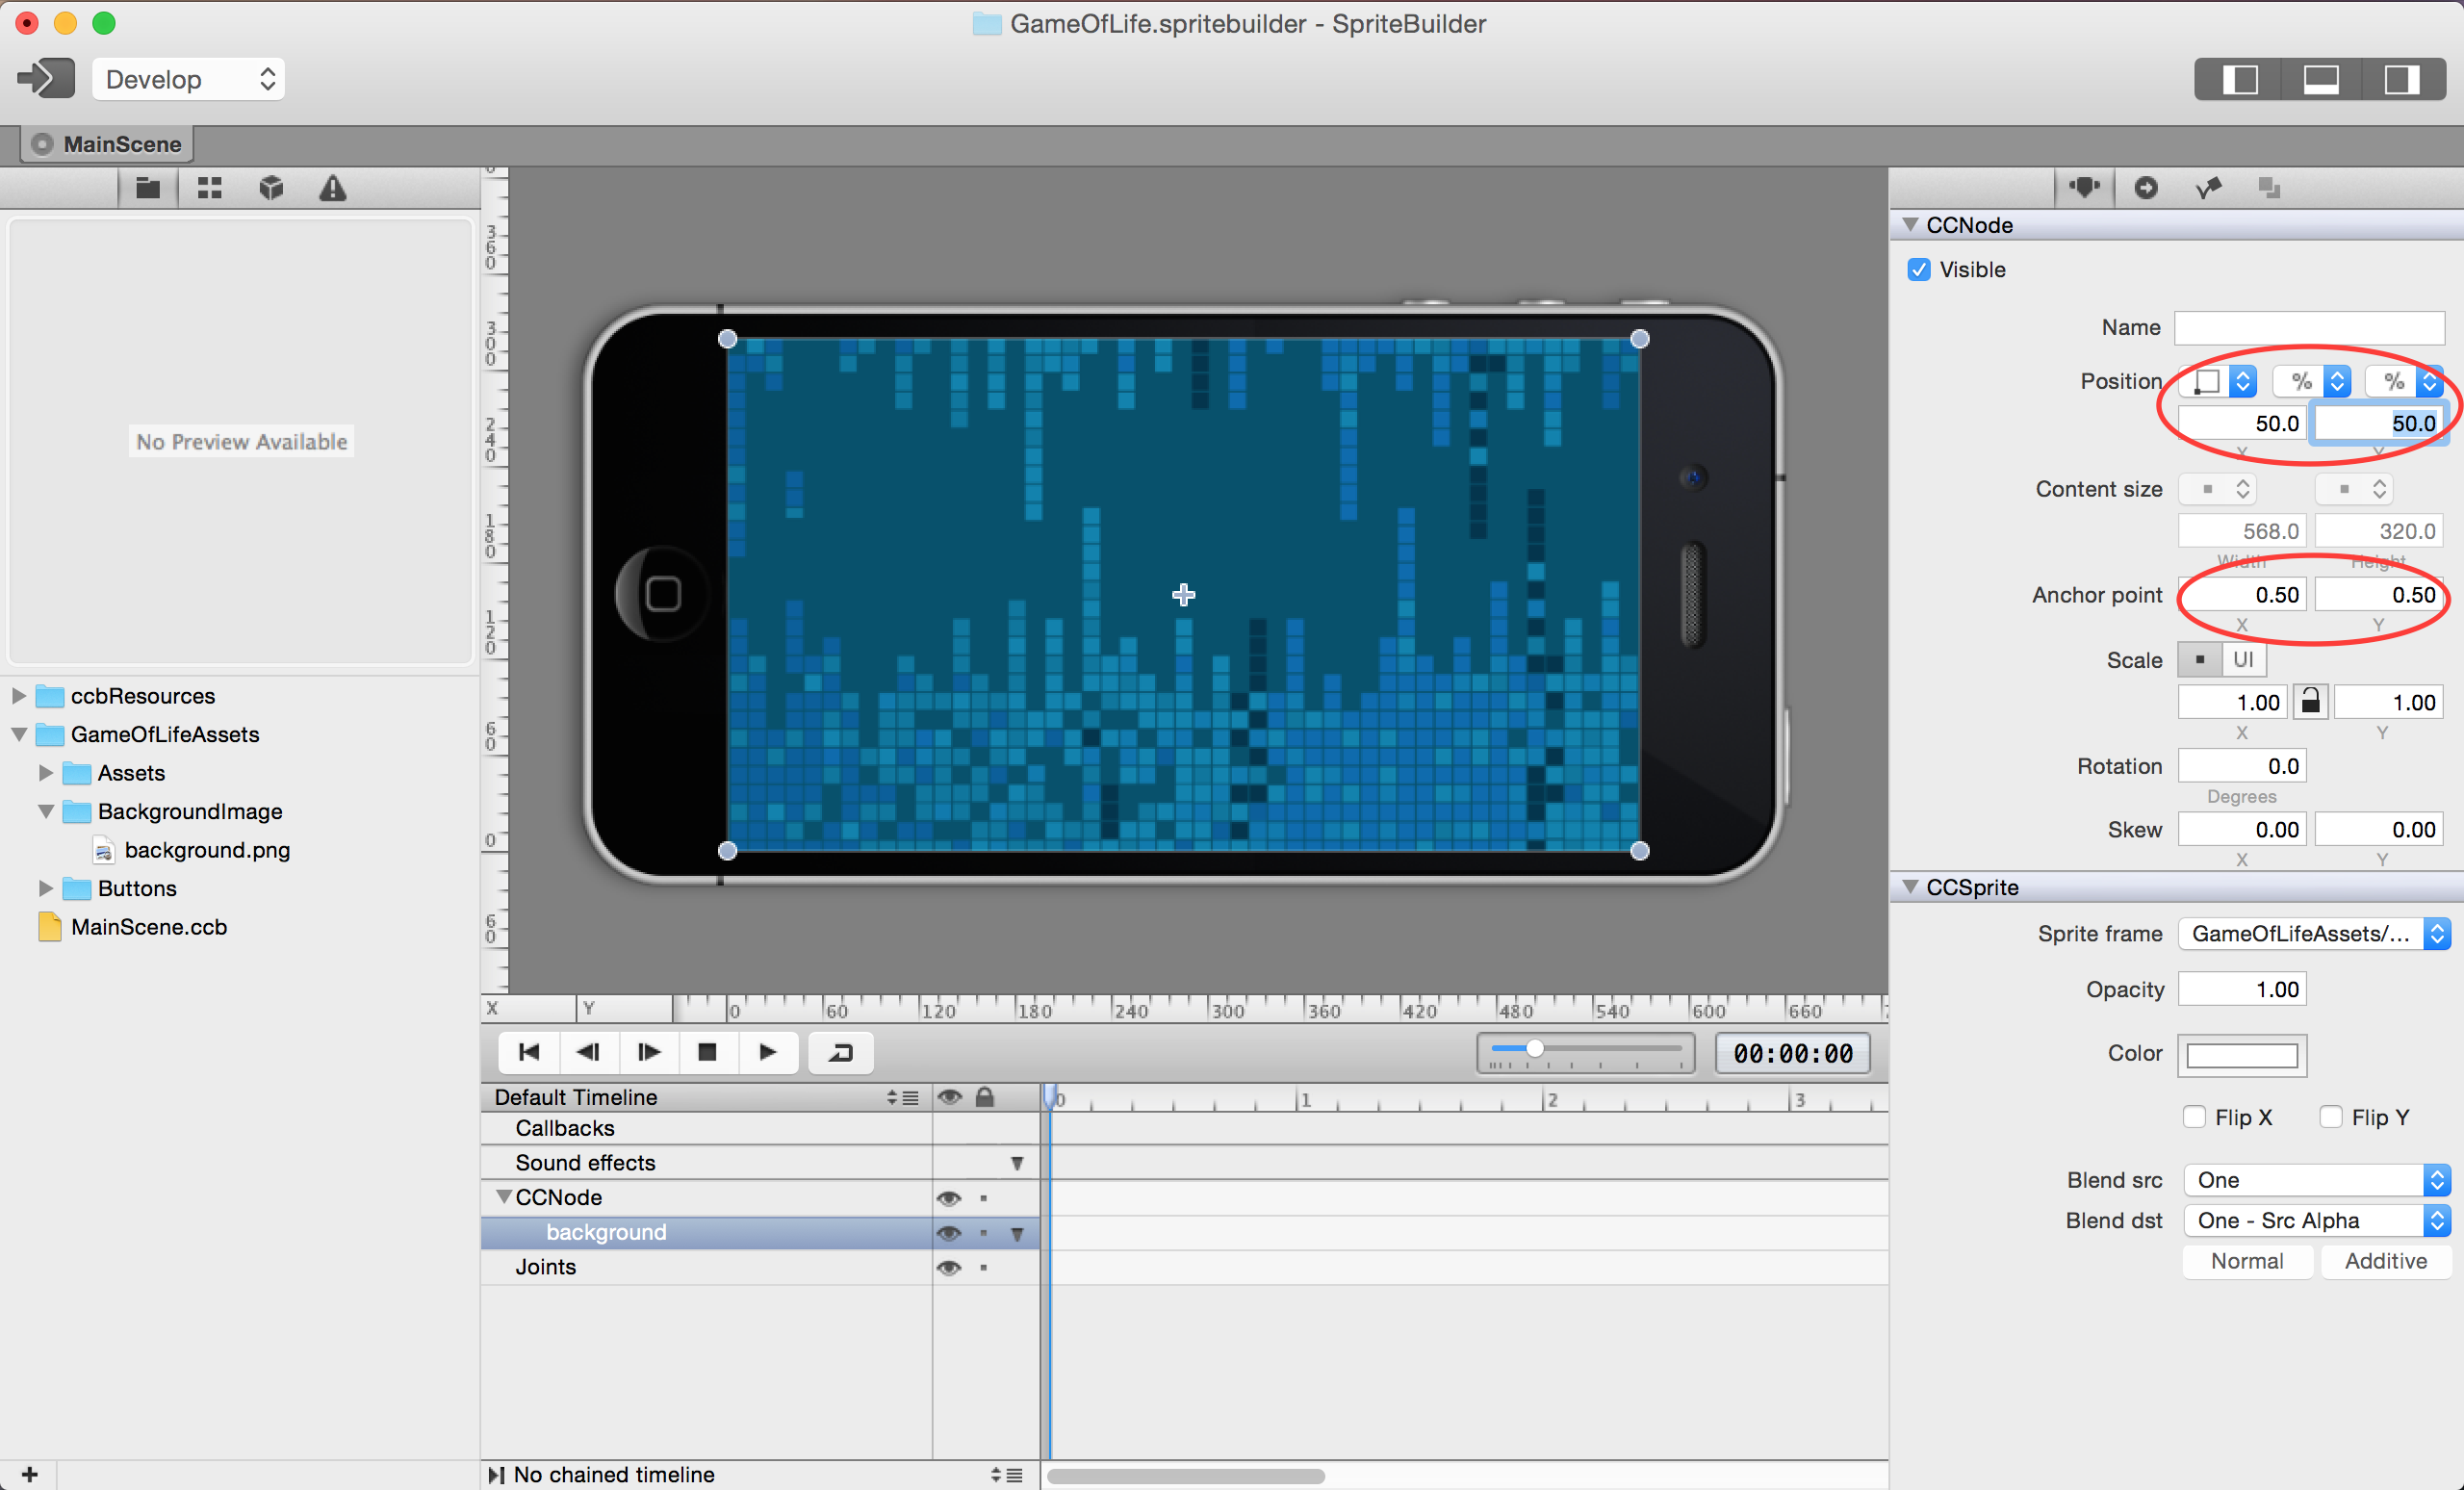 GameOfLife.spritebuilder - SpriteBuilder
Develop
MainScene
No Preview Available
ccbResources
GameOfLifeAssets
Assets
BackgroundImage
background.png
Buttons
MainScene.ccb
360
300
240
180
120
60
0
60
X Y 0 60 120 180 240 300 360 420 480 540 600 660
00:00:00
Default Timeline
0 1 2 3
Callbacks
Sound effects
CCNode
background
Joints
No chained timeline
CCNode
Visible
Name
Position % %
50.0 50.0
X Y
Content size
568.0 320.0
Width Height
Anchor point 0.50 0.50
X Y
Scale UI
1.00 1.00
X Y
Rotation 0.0
Degrees
Skew 0.00 0.00
X Y
CCSprite
Sprite frame GameOfLifeAssets/...
Opacity 1.00
Color
Flip X Flip Y
Blend src One
Blend dst One - Src Alpha
Normal Additive